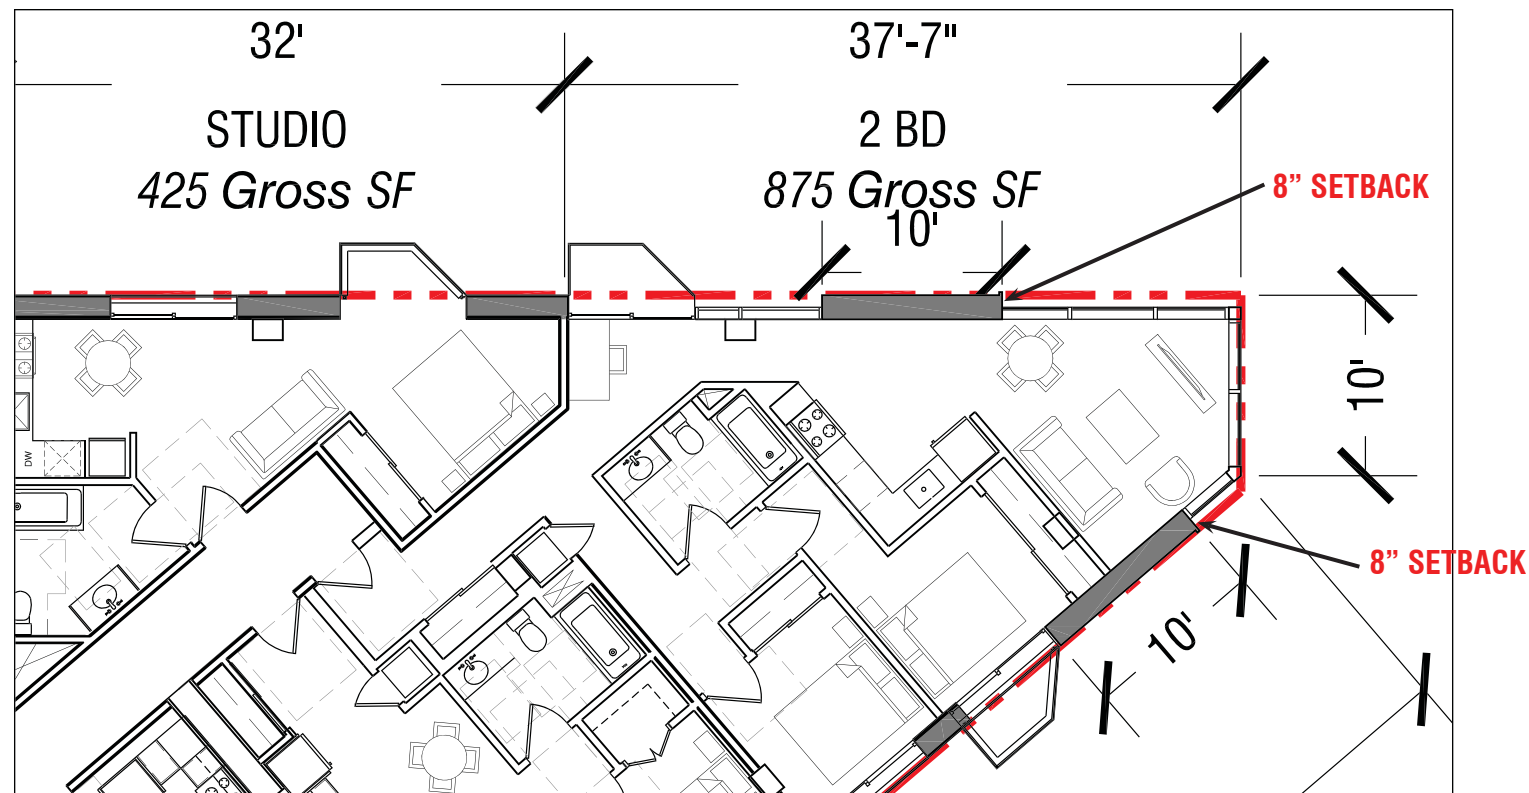 32'
37'-7"
STUDIO
2 BD
425 Gross SF
875 Gross SF
8” SETBACK
10'
10'
DW
8” SETBACK
10'